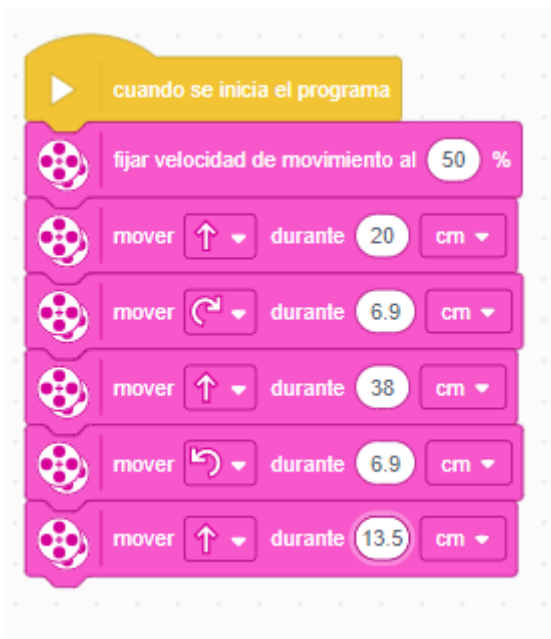 cuando se inicia el programa
fijar velocidad de movimiento al 50 %
mover durante 20 cm
mover durante 6.9 cm
mover durante 38 cm
mover durante 6.9 cm
mover durante 13.5 cm